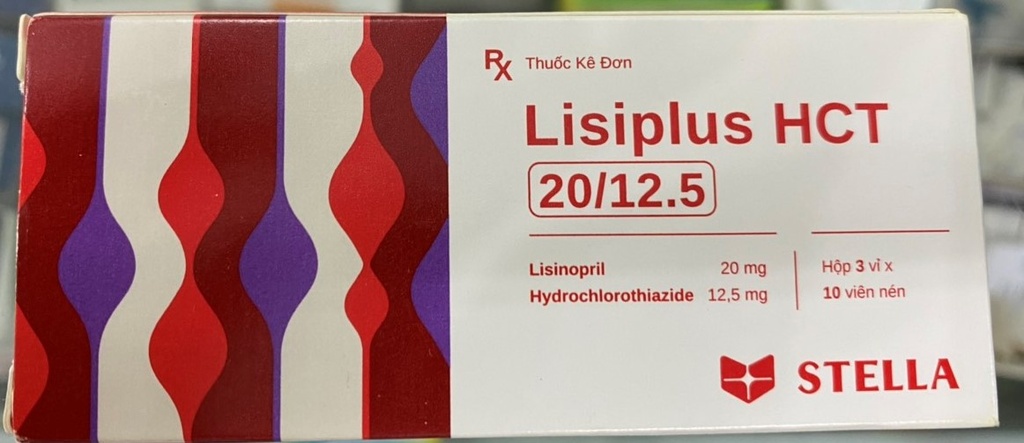 Rx Thuốc Kê Đơn
Lisiplus HCT
20/12.5
Lisinopril 20 mg
Hydrochlorothiazide 12,5 mg
Hộp 3 vỉ x
10 viên nén
STELLA